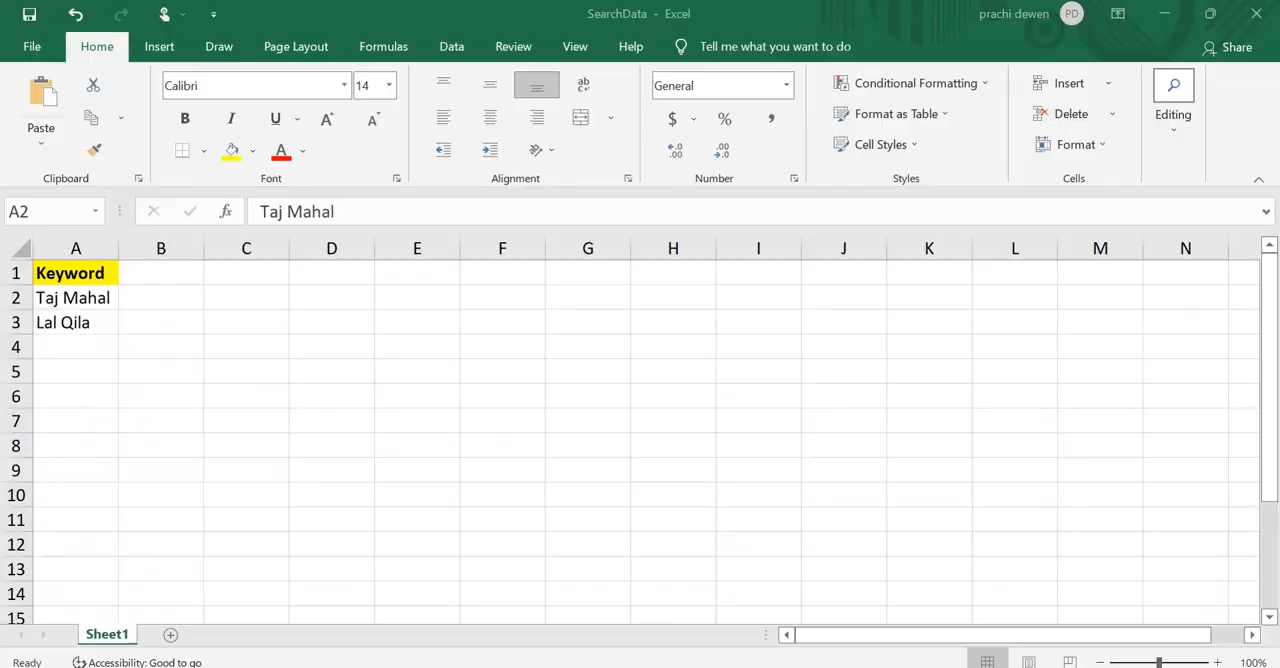 SearchData - Excel
prachi dewen PD
File Home Insert Draw Page Layout Formulas Data Review View Help Tell me what you want to do Share
Paste
Clipboard
Calibri 14
B I U A A
A
Font
ab
Alignment
General
$ % ,
Number
Conditional Formatting
Format as Table
Cell Styles
Styles
Insert
Delete
Format
Cells
Editing
A2 fx Taj Mahal
A B C D E F G H I J K L M N
1 Keyword
2 Taj Mahal
3 Lal Qila
4
5
6
7
8
9
10
11
12
13
14
15
Sheet1
Ready Accessibility: Good to go 100%